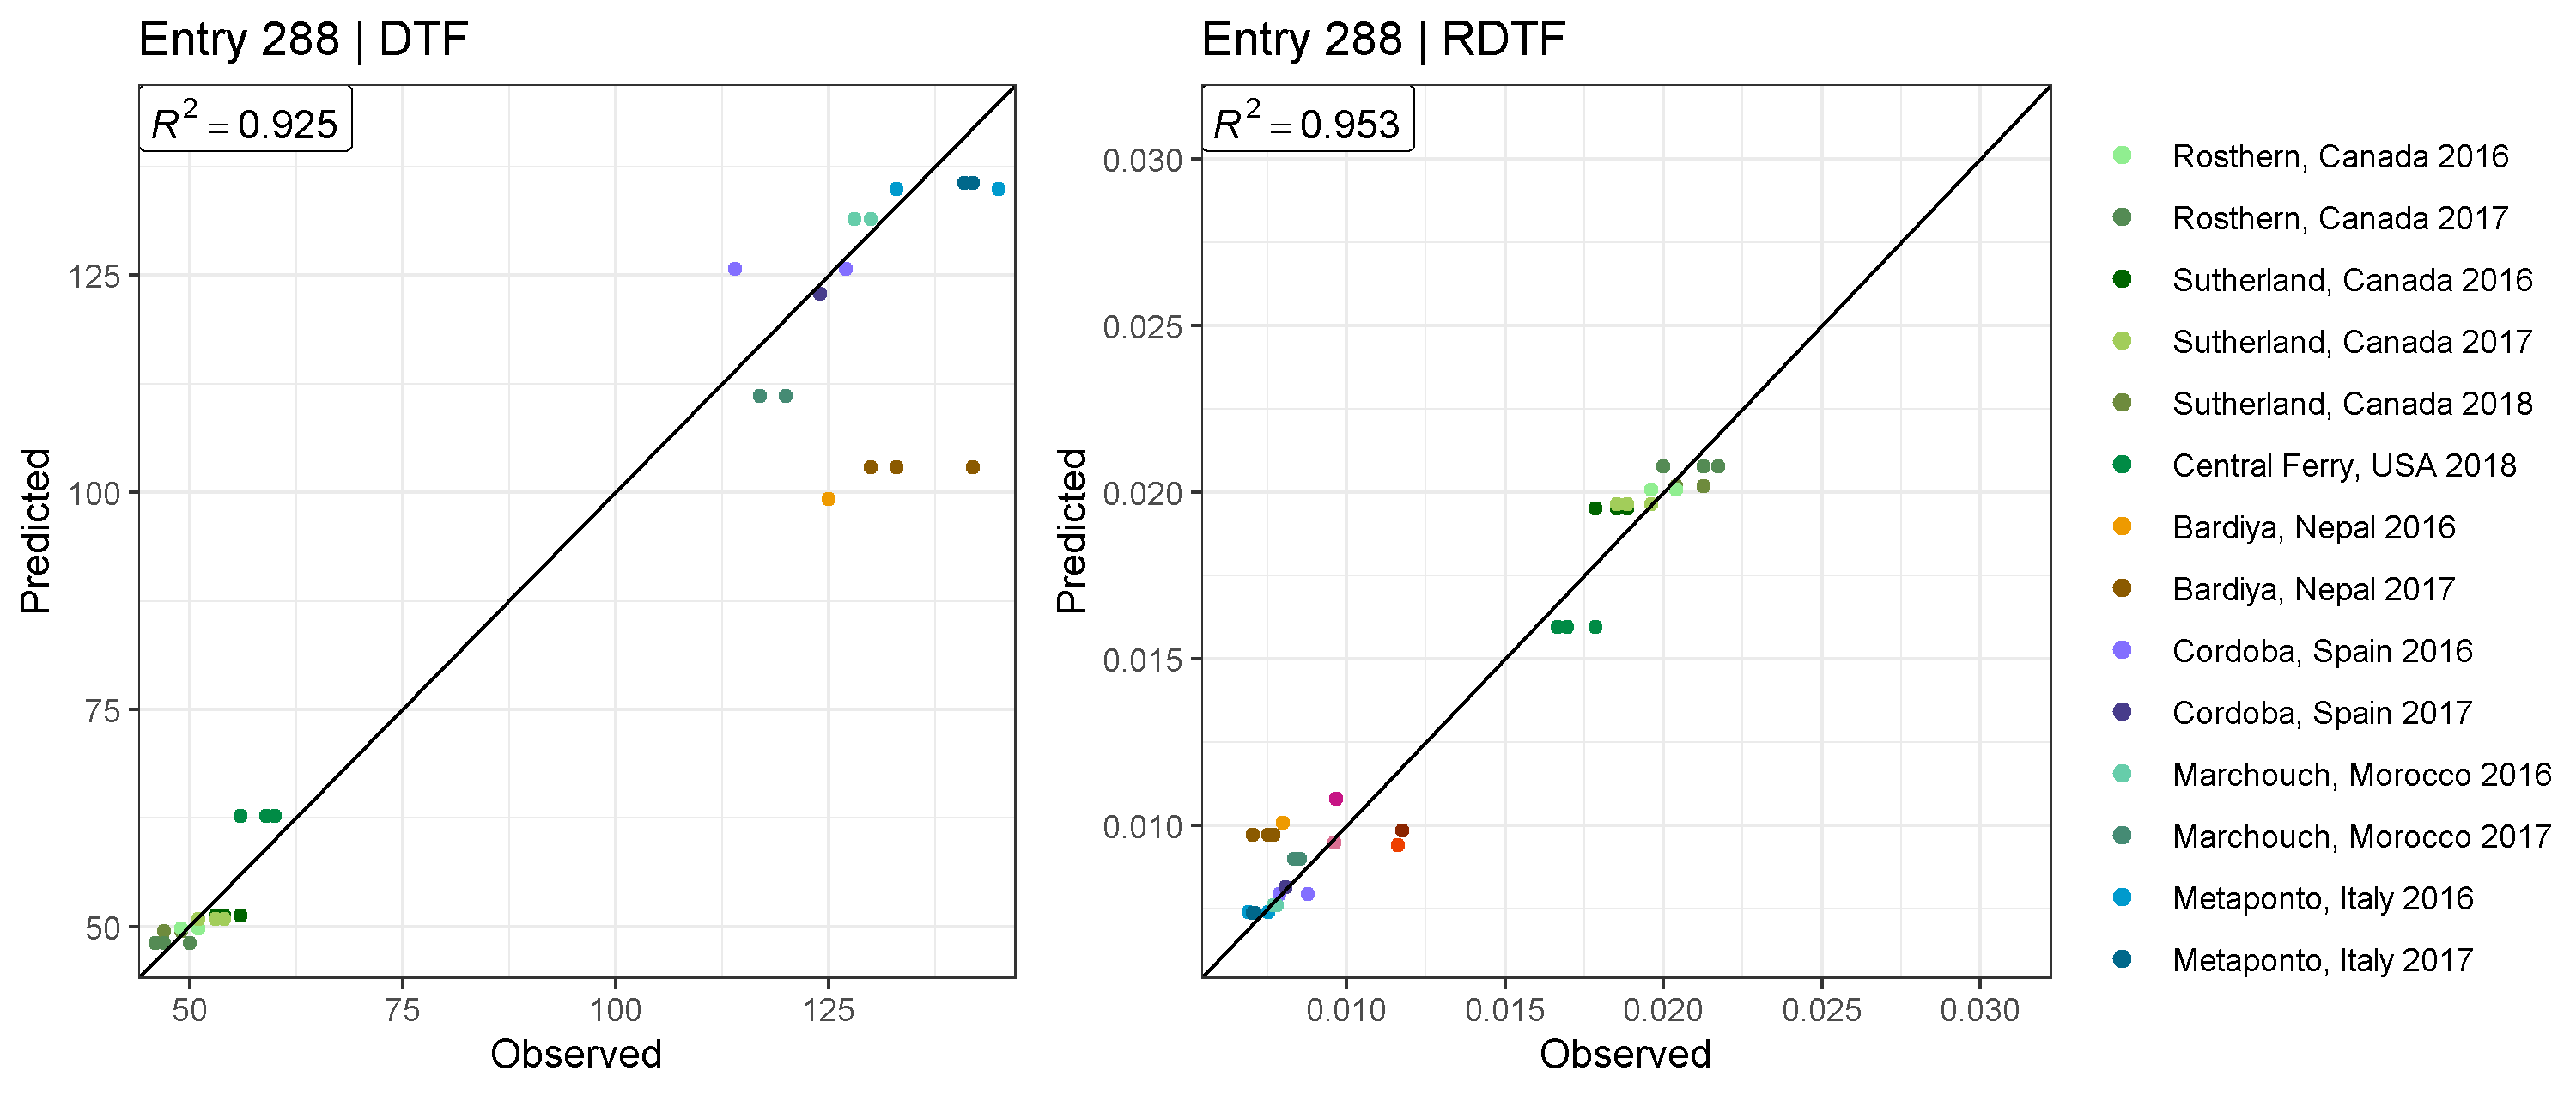 Entry 288 | DTF
R² = 0.925
125
100
75
50
50 75 100 125
Observed
Predicted
Entry 288 | RDTF
R² = 0.953
0.030
0.025
0.020
0.015
0.010
0.010 0.015 0.020 0.025 0.030
Observed
Predicted
Rosthern, Canada 2016
Rosthern, Canada 2017
Sutherland, Canada 2016
Sutherland, Canada 2017
Sutherland, Canada 2018
Central Ferry, USA 2018
Bardiya, Nepal 2016
Bardiya, Nepal 2017
Cordoba, Spain 2016
Cordoba, Spain 2017
Marchouch, Morocco 2016
Marchouch, Morocco 2017
Metaponto, Italy 2016
Metaponto, Italy 2017